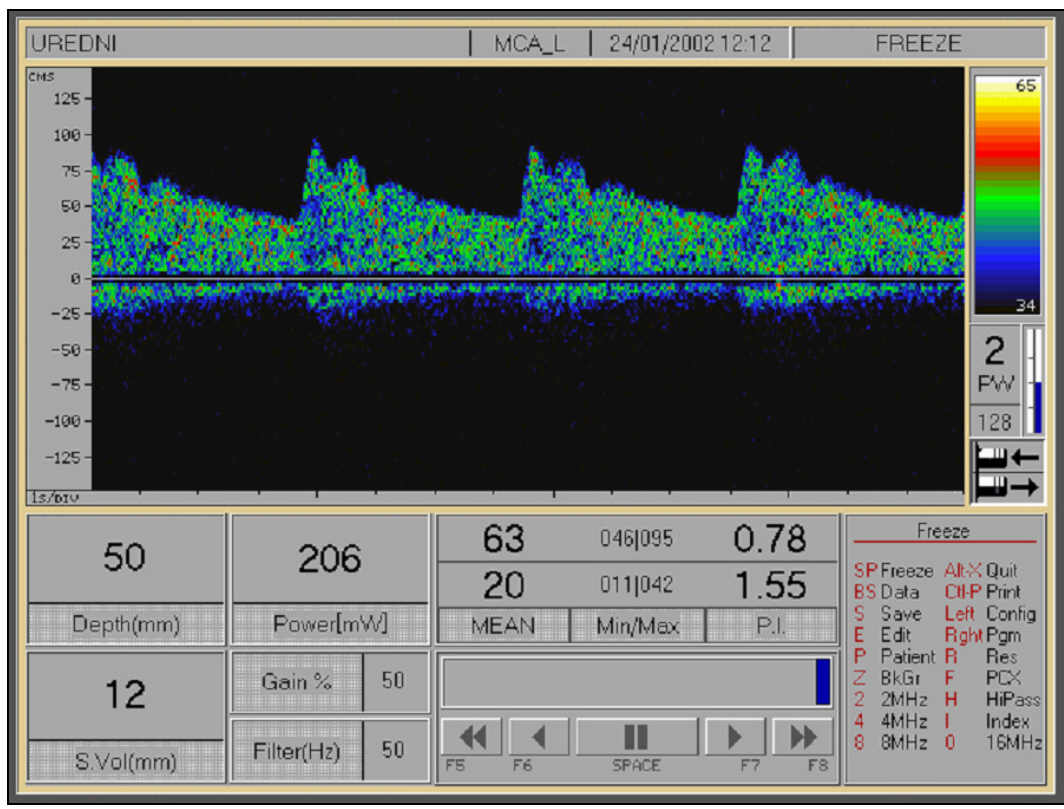 UREDNI MCA_L 24/01/2002 12:12 FREEZE
CMS
125
100
75
50
25
0
-25
-50
-75
-100
-125
1s/DIV
65
34
2
PW
128
50
Depth(mm)
206
Power[mW]
63 046|095 0.78
20 011|042 1.55
MEAN Min/Max P.I.
12
S.Vol(mm)
Gain % 50
Filter(Hz) 50
F5 F6 SPACE F7 F8
Freeze
SP Freeze Alt-X Quit
BS Data Ctl-P Print
S Save Left Config
E Edit Rght Pgm
P Patient R Res
Z BkGr F PCX
2 2MHz H HiPass
4 4MHz I Index
8 8MHz 0 16MHz